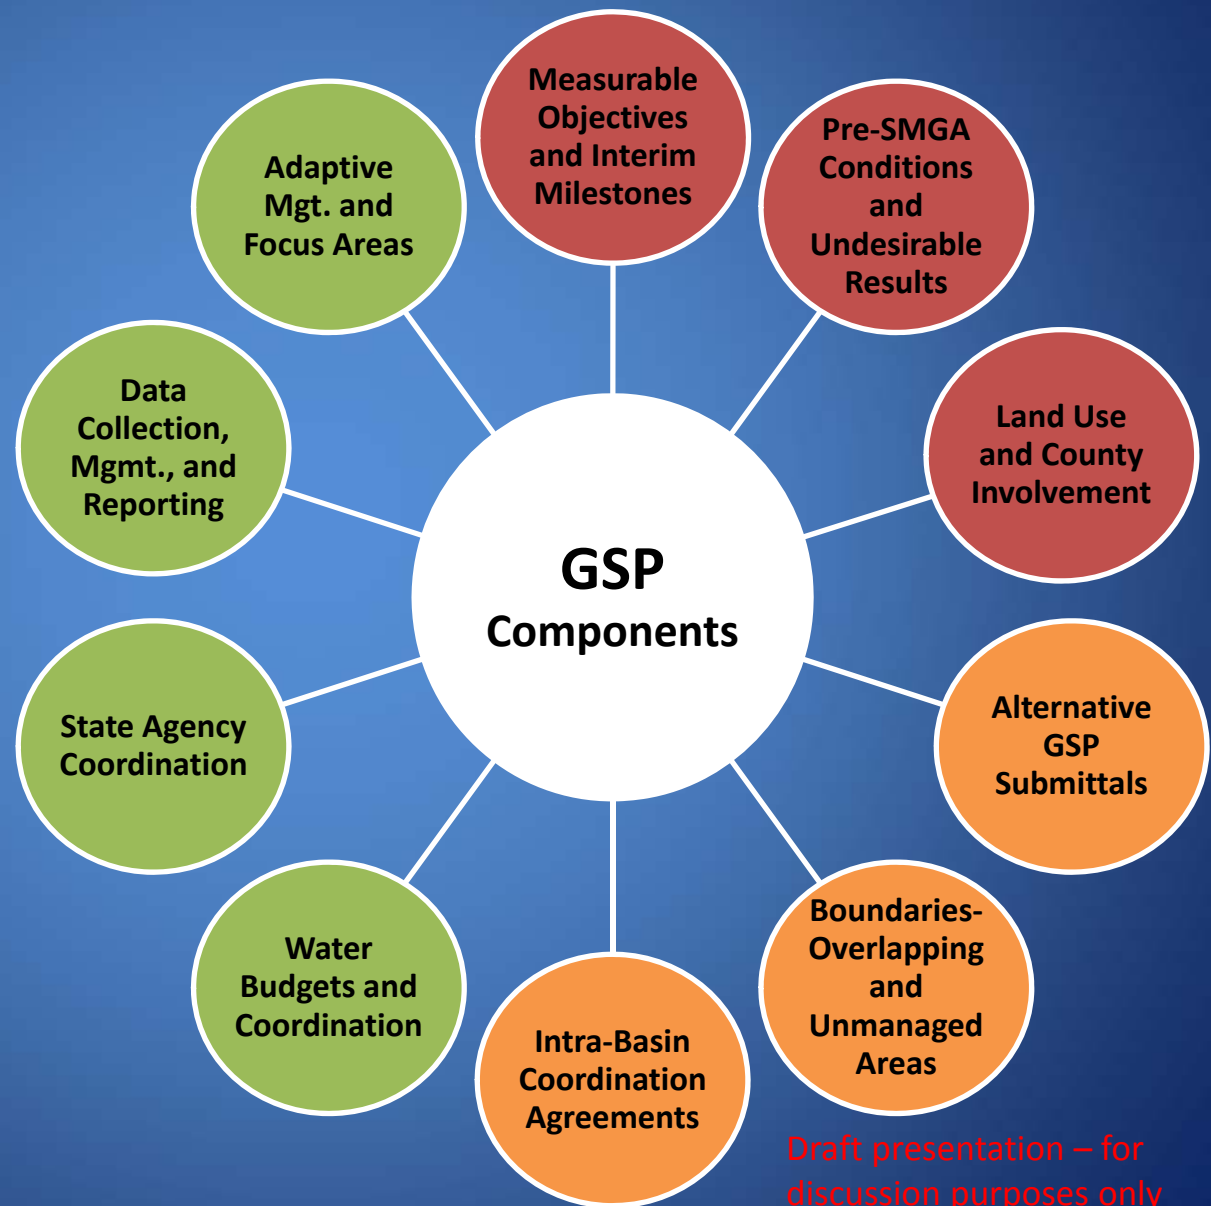 Measurable
Objectives
and Interim
Milestones
Pre-SMGA
Conditions
and
Undesirable
Results
Land Use
and County
Involvement
Alternative
GSP
Submittals
Boundaries-
Overlapping
and
Unmanaged
Areas
Intra-Basin
Coordination
Agreements
Water
Budgets and
Coordination
State Agency
Coordination
Data
Collection,
Mgmt., and
Reporting
Adaptive
Mgt. and
Focus Areas
GSP
Components
Draft presentation – for
discussion purposes only